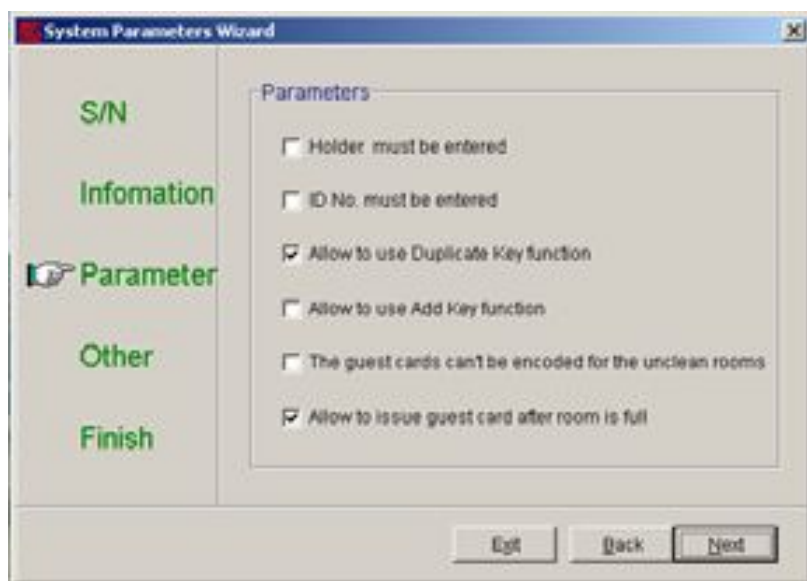 System Parameters Wizard
S/N
Infomation
Parameter
Other
Finish
Parameters
Holder must be entered
ID No. must be entered
Allow to use Duplicate Key function
Allow to use Add Key function
The guest cards can't be encoded for the unclean rooms
Allow to issue guest card after room is full
Exit
Back
Next